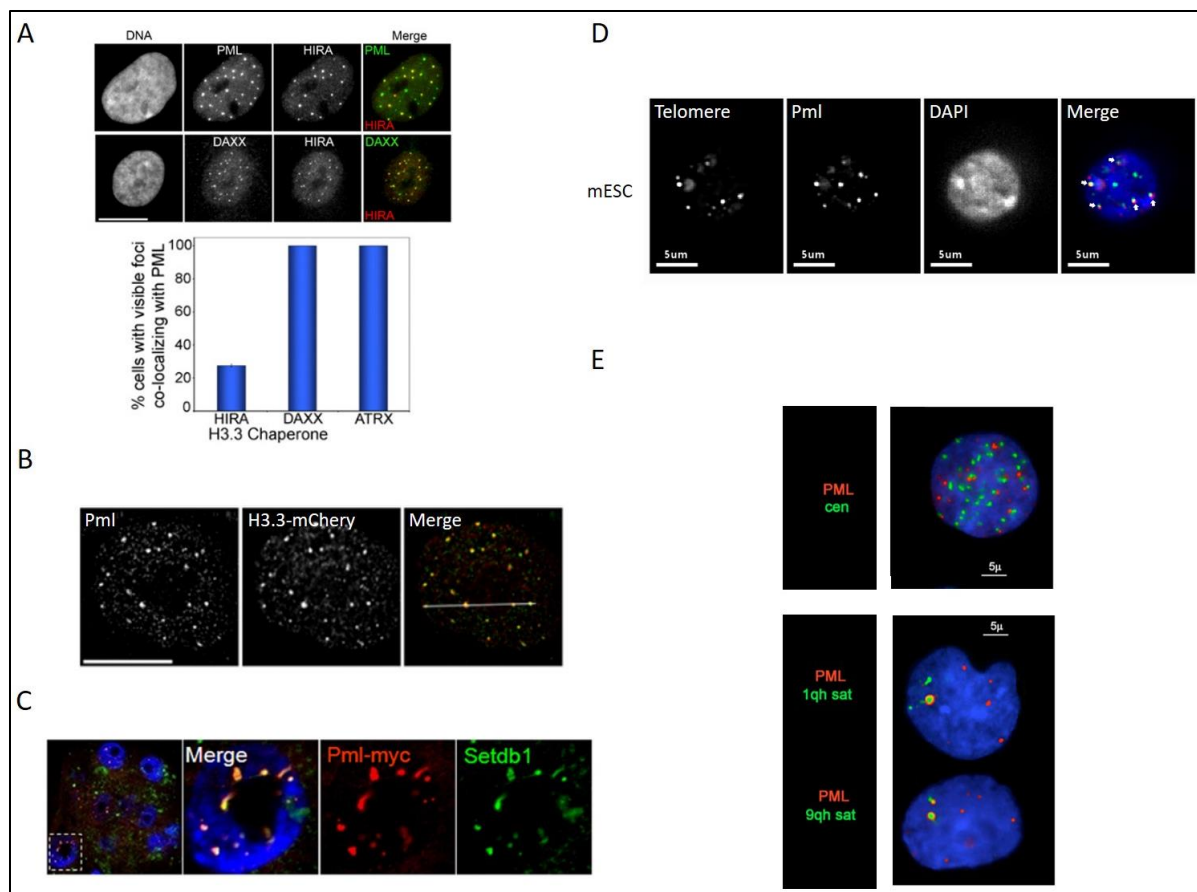 A
DNA
PML
HIRA
Merge
PML
HIRA
DAXX
HIRA
DAXX
HIRA
% cells with visible foci
co-localizing with PML
100
80
60
40
20
0
HIRA
DAXX
ATRX
H3.3 Chaperone
B
Pml
H3.3-mChery
Merge
C
Merge
Pml-myc
Setdb1
D
Telomere
Pml
DAPI
Merge
mESC
5um
5um
5um
5um
E
PML
cen
5µ
5µ
PML
1qh sat
PML
9qh sat